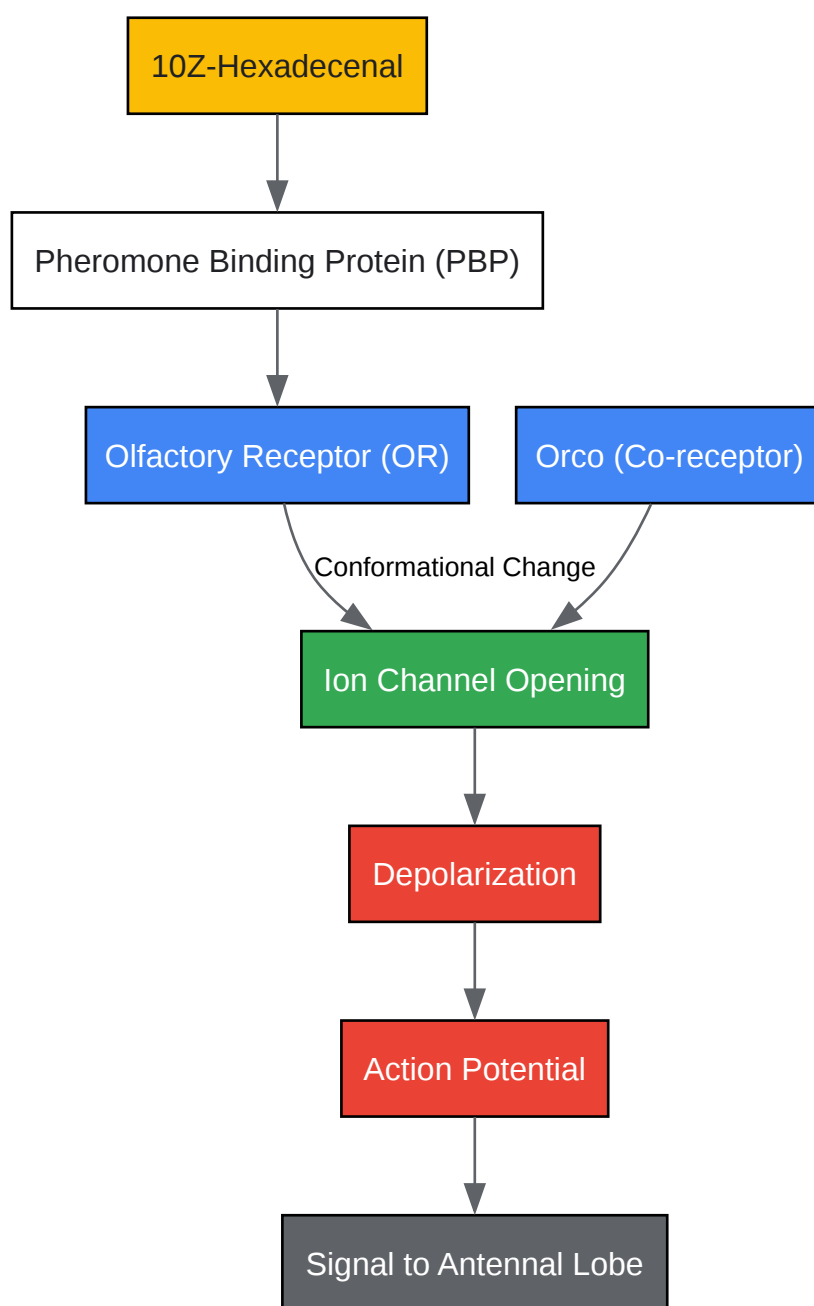 10Z-Hexadecenal
Pheromone Binding Protein (PBP)
Olfactory Receptor (OR)
Orco (Co-receptor)
Conformational Change
Ion Channel Opening
Depolarization
Action Potential
Signal to Antennal Lobe